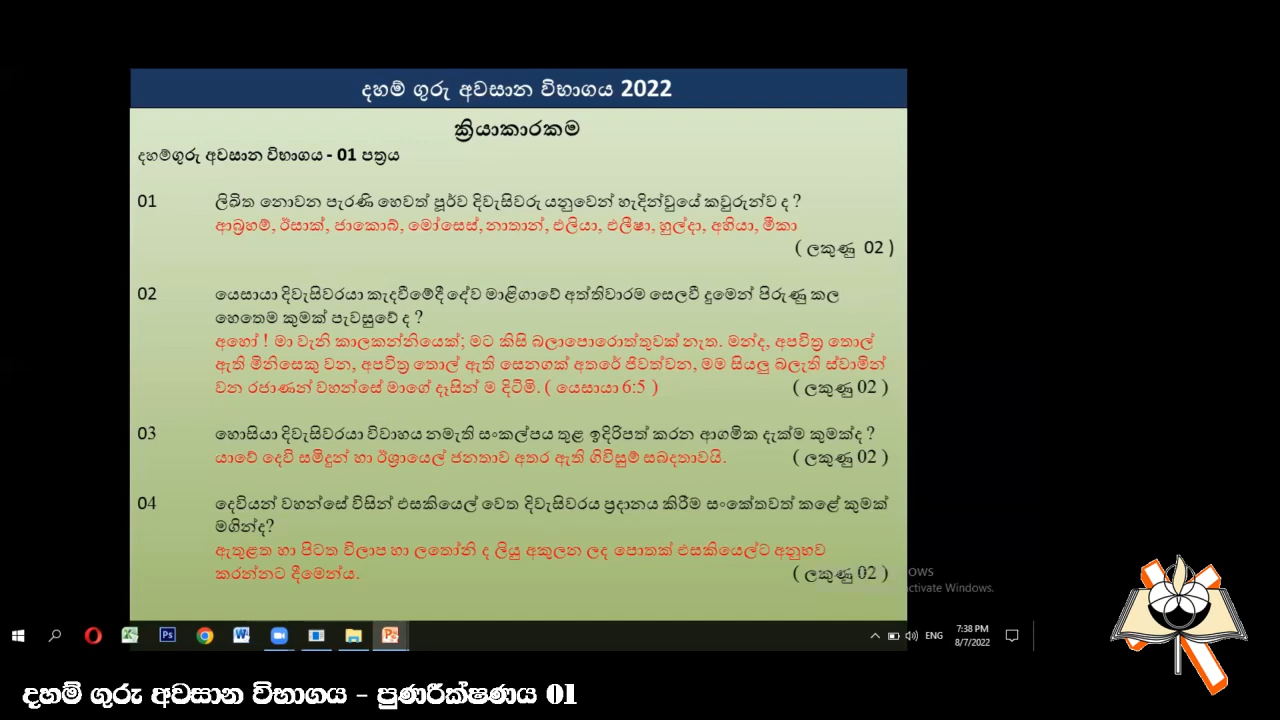 දහම් ගුරු අවසාන විභාගය 2022
ක්‍රියාකාරකම
දහම්ගුරු අවසාන විභාගය - 01 පත්‍රය
01 ලිඛිත නොවන පැරණි හෙවත් පූර්ව දිවැසිවරු යනුවෙන් හැදින්වුයේ කවුරුන්ව ද ?
ආබ්‍රහම්, ඊසාක්, ජාකොබ්, මෝසෙස්, නාතාන්, එලියා, එලීෂා, හුල්දා, අහියා, මීකා
( ලකුණු 02 )
02 යෙසායා දිවැසිවරයා කැදවීමේදී දේව මාළිගාවේ අත්තිවාරම සෙලවී දුමෙන් පිරුණු කල
හෙතෙම කුමක් පැවසුවේ ද ?
අහෝ ! මා වැනි කාලකන්නියෙක්; මට කිසි බලාපොරොත්තුවක් නැත. මන්ද, අපවිත්‍ර තොල්
ඇති මිනිසෙකු වන, අපවිත්‍ර තොල් ඇති සෙනගක් අතරේ ජිවත්වන, මම සියලු බලැති ස්වාමින්
වන රජාණන් වහන්සේ මාගේ දෑසින් ම දිටිමි. ( යෙසායා 6:5 ) ( ලකුණු 02 )
03 හොසියා දිවැසිවරයා විවාහය නමැති සංකල්පය තුළ ඉදිරිපත් කරන ආගමික දැක්ම කුමක්ද ?
යාවේ දෙවි සමිඳුන් හා ඊශ්‍රායෙල් ජනතාව අතර ඇති ගිවිසුම් සබදතාවයි. ( ලකුණු 02 )
04 දෙවියන් වහන්සේ විසින් එසකියෙල් වෙත දිවැසිවරය ප්‍රදානය කිරීම සංකේතවත් කළේ කුමක්
මගින්ද?
ඇතුළත හා පිටත විලාප හා ලතෝනි ද ලියු අකුලන ලද පොතක් එසකියෙල්ට අනුභව
කරන්නට දීමෙන්ය. ( ලකුණු 02 )
ctivate Windows.
ENG
7:38 PM
8/7/2022
දහම් ගුරු අවසාන විභාගය - පුණරීක්ෂණය 01